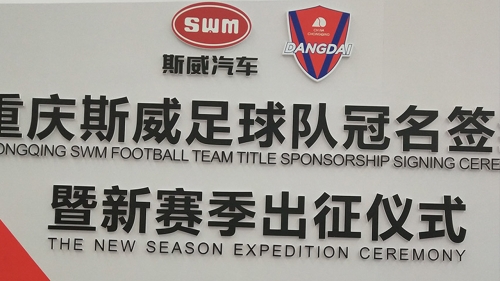 SWM
斯威汽车
DANGDAI
重庆斯威足球队冠名签
ONGQING SWM FOOTBALL TEAM TITLE SPONSORSHIP SIGNING CERE
暨新赛季出征仪式
THE NEW SEASON EXPEDITION CEREMONY